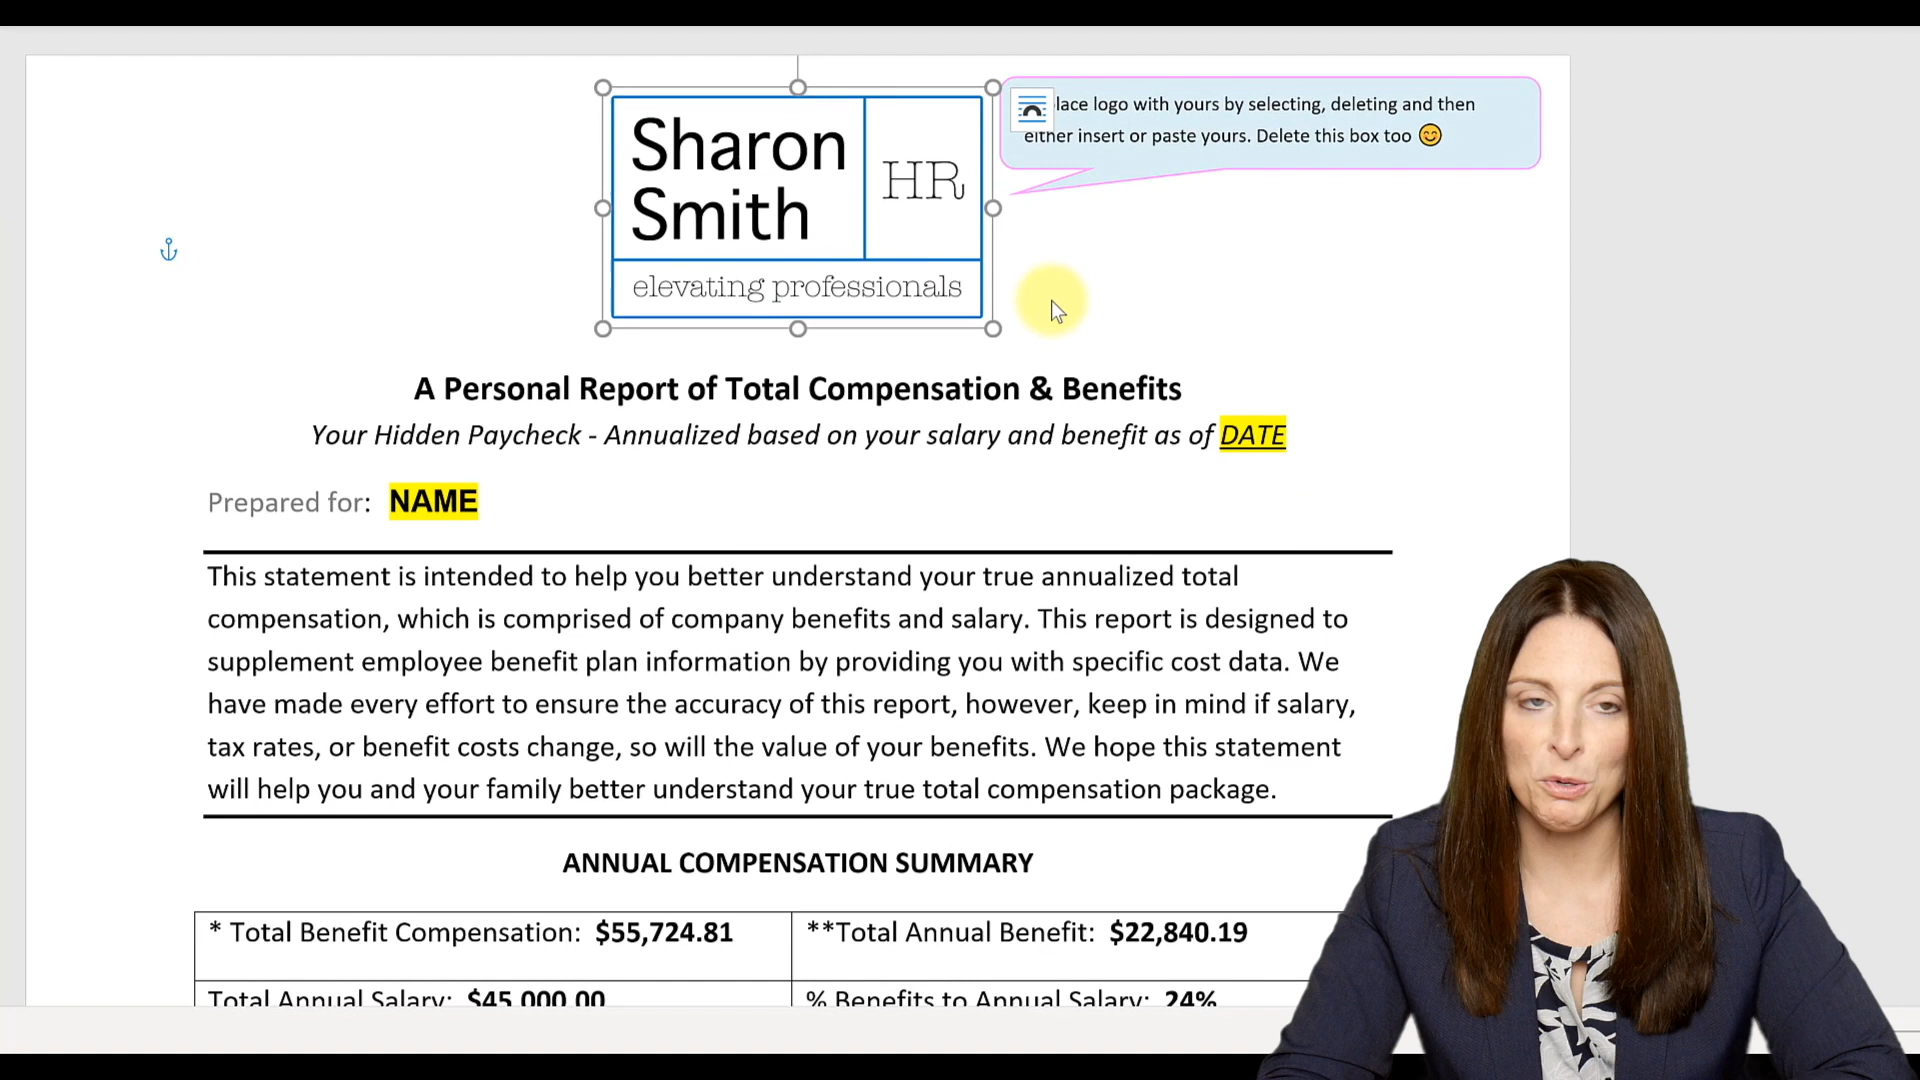 Sharon
Smith
HR
elevating professionals
lace logo with yours by selecting, deleting and then
either insert or paste yours. Delete this box too 😊
A Personal Report of Total Compensation & Benefits
Your Hidden Paycheck - Annualized based on your salary and benefit as of DATE
Prepared for: NAME
This statement is intended to help you better understand your true annualized total
compensation, which is comprised of company benefits and salary. This report is designed to
supplement employee benefit plan information by providing you with specific cost data. We
have made every effort to ensure the accuracy of this report, however, keep in mind if salary,
tax rates, or benefit costs change, so will the value of your benefits. We hope this statement
will help you and your family better understand your true total compensation package.
ANNUAL COMPENSATION SUMMARY
* Total Benefit Compensation: $55,724.81
**Total Annual Benefit: $22,840.19
Total Annual Salary: $45,000.00
% Benefits to Annual Salary: 24%